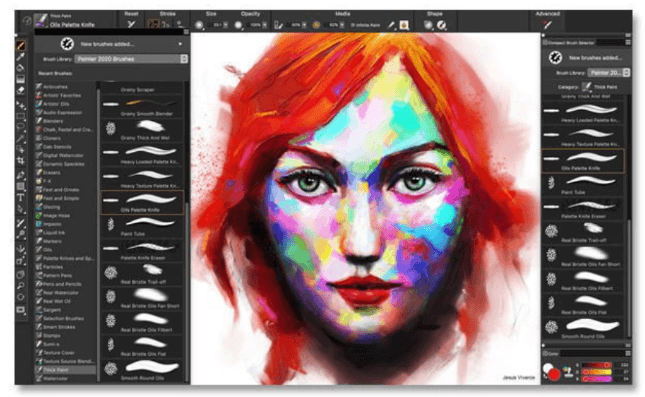 Thick Paint
Oils Palette Knife
Reset
Stroke
Size
Opacity
Media
Shape
Advanced
New brushes added...
Brush Library: Painter 2020 Brushes
Recent Brushes:
Airbrushes
Artists' Favorites
Artists' Oils
Audio Expression
Blenders
Chalk, Pastel and Cra...
Cloners
Dab Stencils
Digital Watercolor
Dynamic Speckles
Erasers
F-X
Fast and Ornate
Fast and Simple
Glazing
Image Hose
Impasto
Liquid Ink
Markers
Oils
Palette Knives and Sp...
Particles
Pattern Pens
Pens and Pencils
Real Watercolor
Real Wet Oil
Sargent
Selection Brushes
Smart Strokes
Stamps
Sumi-e
Texture Cover
Texture Source Blend...
Thick Paint
Watercolor
Grainy Scraper
Grainy Smooth Blender
Grainy Thick And Wet
Heavy Loaded Palette Kn...
Heavy Texture Palette Kn...
Oils Palette Knife
Paint Tube
Palette Knife Eraser
Real Bristle Trail-off
Real Bristle Oils Fan Short
Real Bristle Oils Filbert
Real Bristle Oils Flat
Smooth Round Oils
Jesus Viveros
Compact Brush Selector
New brushes added...
Brush Library: Painter 20...
Category: Thick Paint
Grainy Thick And Wet
Heavy Loaded Palette Kn...
Heavy Texture Palette Kn...
Oils Palette Knife
Paint Tube
Palette Knife Eraser
Real Bristle Trail-off
Real Bristle Oils Fan Short
Real Bristle Oils Filbert
Real Bristle Oils Flat
Smooth Round Oils
Color